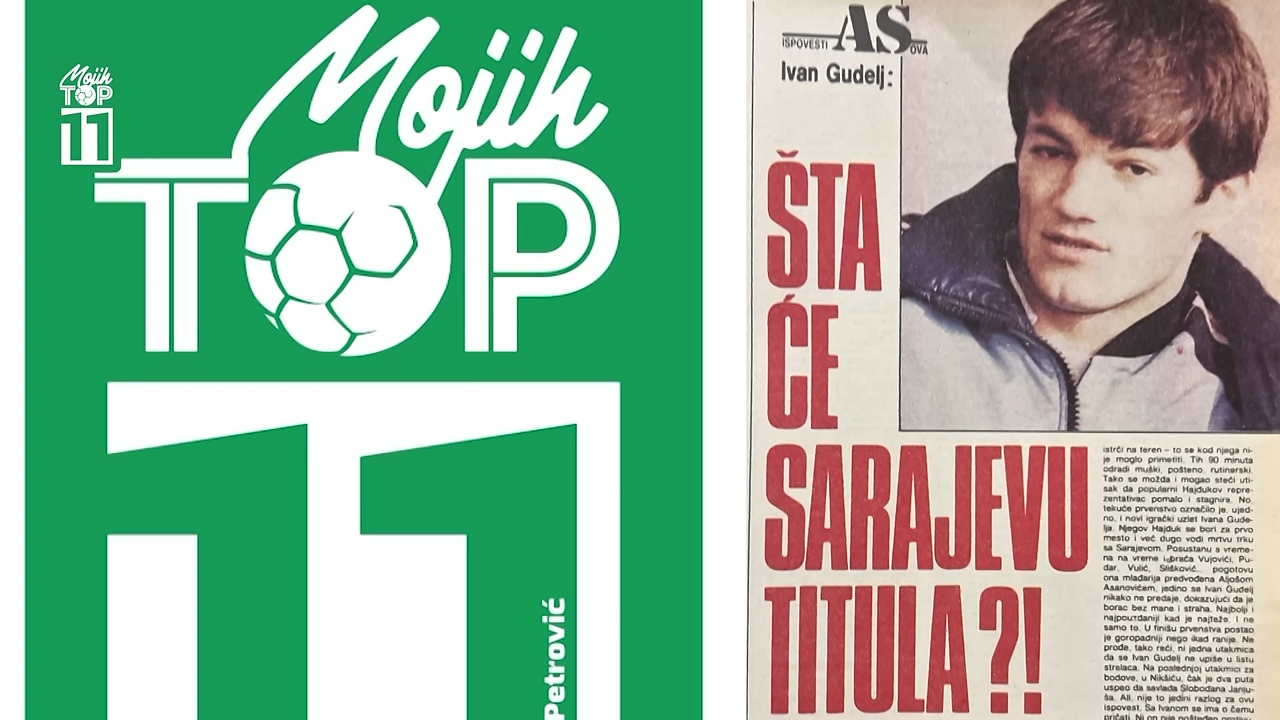 Mojih
TOP
11
Mojih
TOP
11
Petrović
ISPOVESTI ASOVA
Ivan Gudelj:
ŠTA
ĆE
SARAJEVU
TITULA?!
istrči na teren – to se kod njega ni-
je moglo primetiti. Tih 90 minuta
odradi muški, pošteno, rutinerski.
Tako se možda i mogao steći uti-
sak da popularni Hajdukov repre-
zentativac pomalo i stagnira. No,
tekuće prvenstvo označilo je, ujed-
no, i novi igrački uzlet Ivana Gude-
lja. Njegov Hajduk se bori za prvo
mesto i već dugo vodi mrtvu trku
sa Sarajevom. Posustanu s vreme-
na na vreme i braća Vujovići, Pu-
dar, Vulić, Slišković... pogotovu
ona mlađarija predvođena Aljošom
Asanovićem, jedino se Ivan Gudelj
nikako ne predaje, dokazujući da je
borac bez mane i straha. Najbolji i
najpouzdaniji kad je najteže. I ne
samo to. U finišu prvenstva postao
je goropadniji nego ikad ranije. Ne
prođe, tako reći, ni jedna utakmica
da se Ivan Gudelj ne upiše u listu
strelaca. Na poslednjoj utakmici za
bodove, u Nikšiću, čak je dva puta
uspeo da savlada Slobodana Janju-
ša. Ali, nije to jedini razlog za ovu
ispovest. Sa Ivanom se ima o čemu
pričati. Ni on nije pošteđen